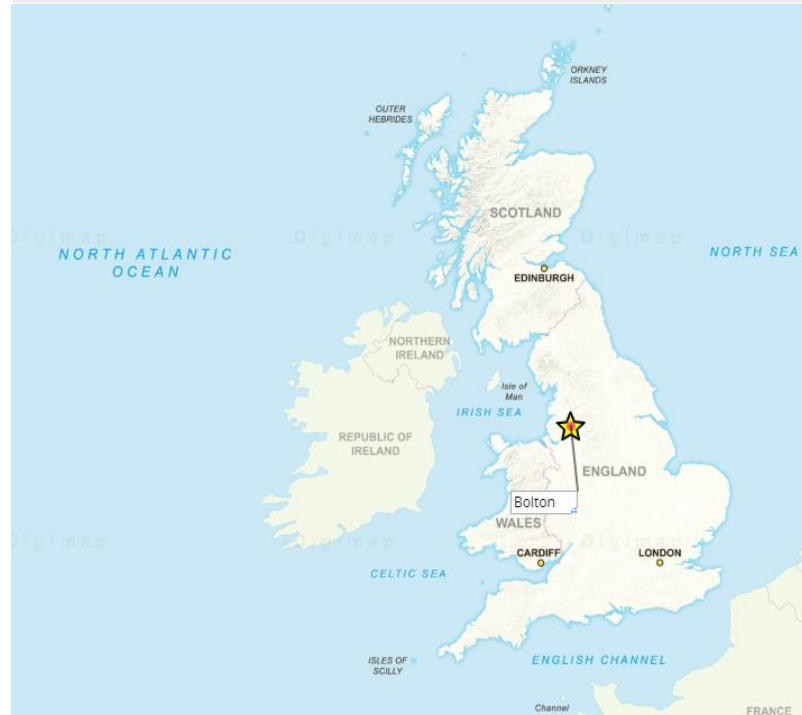 ORKNEY
ISLANDS
OUTER
HEBRIDES
SCOTLAND
Digimap
Digimap
Digimap
NORTH ATLANTIC
OCEAN
NORTH SEA
EDINBURGH
NORTHERN
IRELAND
Isle of
Man
IRISH SEA
REPUBLIC OF
IRELAND
ENGLAND
Bolton
WALES
Digimap
Digimap
Digimap
CARDIFF
LONDON
CELTIC SEA
ISLES OF
SCILLY
ENGLISH CHANNEL
Channel
FRANCE